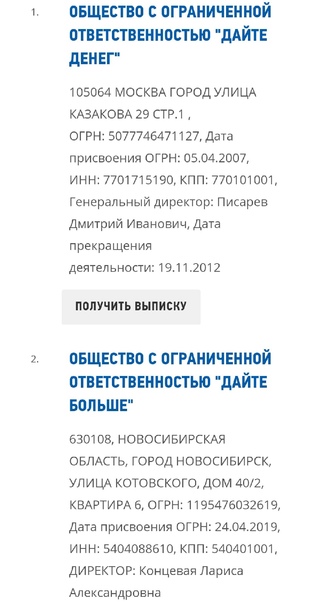 1. ОБЩЕСТВО С ОГРАНИЧЕННОЙ
ОТВЕТСТВЕННОСТЬЮ "ДАЙТЕ
ДЕНЕГ"
105064 МОСКВА ГОРОД УЛИЦА
КАЗАКОВА 29 СТР.1 ,
ОГРН: 5077746471127, Дата
присвоения ОГРН: 05.04.2007,
ИНН: 7701715190, КПП: 770101001,
Генеральный директор: Писарев
Дмитрий Иванович, Дата
прекращения
деятельности: 19.11.2012
ПОЛУЧИТЬ ВЫПИСКУ
2. ОБЩЕСТВО С ОГРАНИЧЕННОЙ
ОТВЕТСТВЕННОСТЬЮ "ДАЙТЕ
БОЛЬШЕ"
630108, НОВОСИБИРСКАЯ
ОБЛАСТЬ, ГОРОД НОВОСИБИРСК,
УЛИЦА КОТОВСКОГО, ДОМ 40/2,
КВАРТИРА 6, ОГРН: 1195476032619,
Дата присвоения ОГРН: 24.04.2019,
ИНН: 5404088610, КПП: 540401001,
ДИРЕКТОР: Концевая Лариса
Александровна